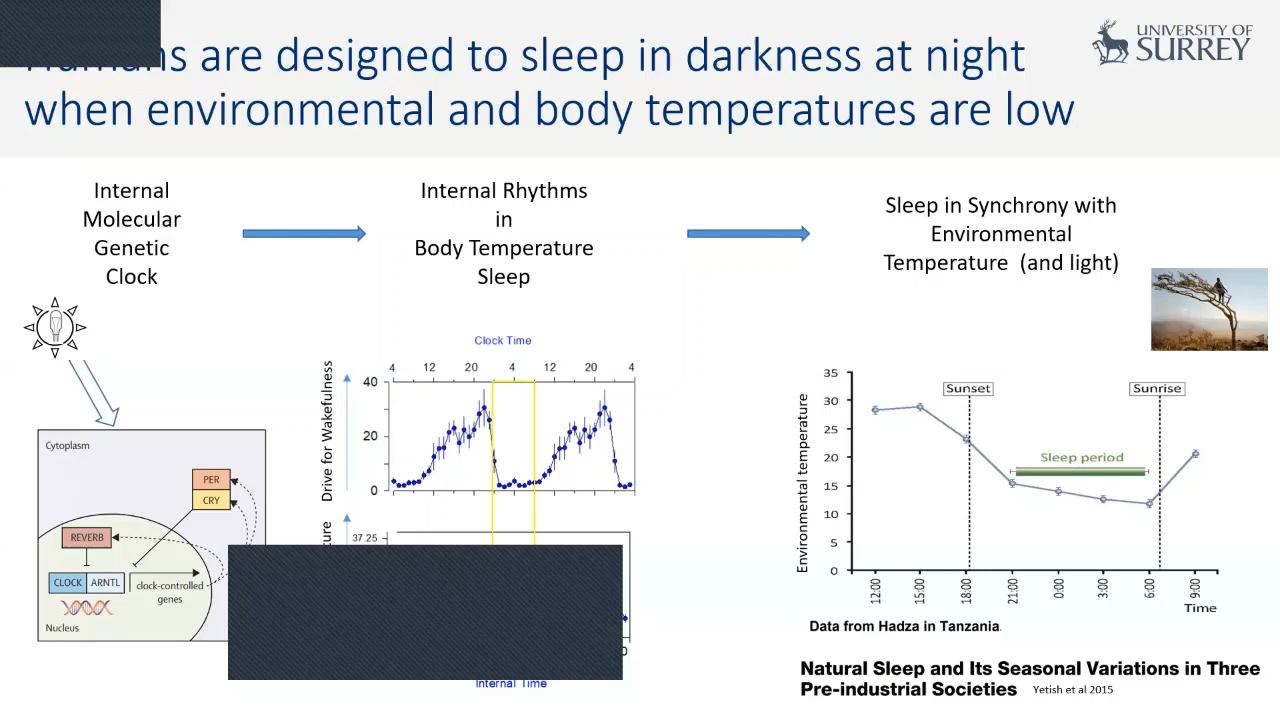 are designed to sleep in darkness at night
when environmental and body temperatures are low
UNIVERSITY OF
SURREY
Internal
Molecular
Genetic
Clock
Internal Rhythms
in
Body Temperature
Sleep
Sleep in Synchrony with
Environmental
Temperature (and light)
Cytoplasm
PER
CRY
REVERB
CLOCK ARNTL
clock-controlled
genes
Nucleus
Clock Time
4 12 20 4 12 20 4
Drive for Wakefulness
40
20
0
37.25
Internal Time
Environmental temperature
35
30
25
20
15
10
5
0
Sunset
Sunrise
Sleep period
12:00 15:00 18:00 21:00 0:00 3:00 6:00 9:00
Time
Data from Hadza in Tanzania.
Natural Sleep and Its Seasonal Variations in Three
Pre-industrial Societies Yetish et al 2015